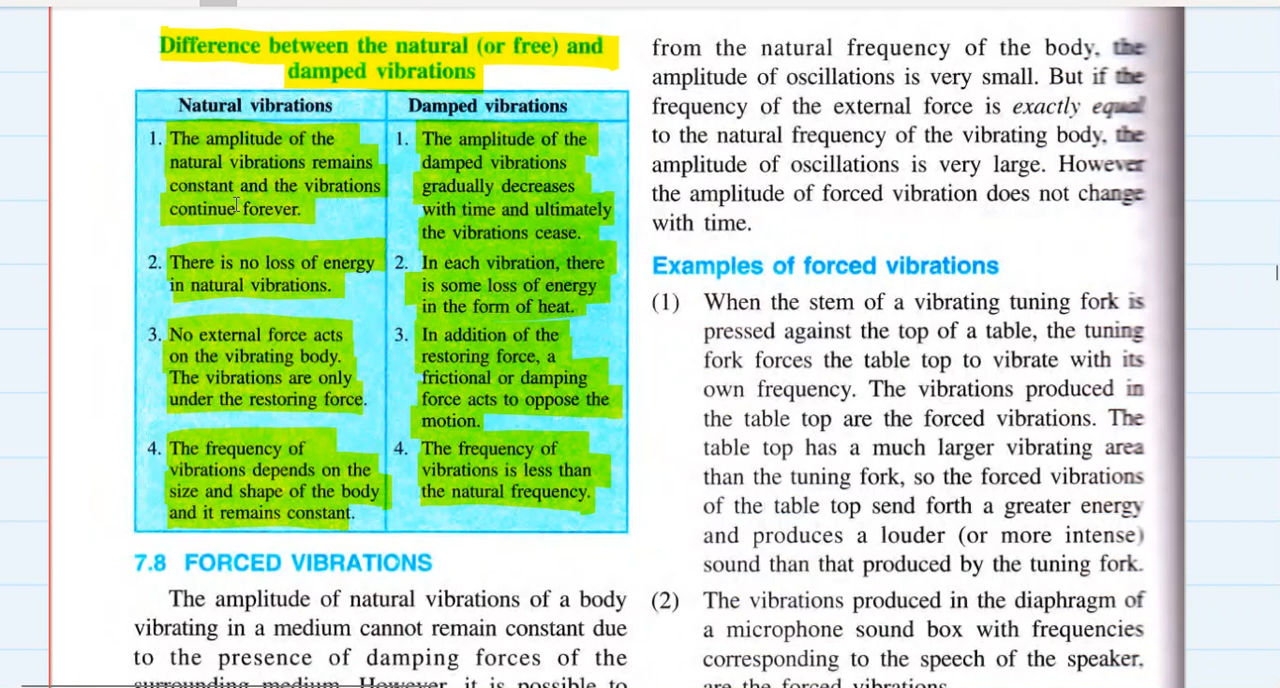 Difference between the natural (or free) and
damped vibrations
Natural vibrations
1. The amplitude of the
natural vibrations remains
constant and the vibrations
continue forever.
2. There is no loss of energy
in natural vibrations.
3. No external force acts
on the vibrating body.
The vibrations are only
under the restoring force.
4. The frequency of
vibrations depends on the
size and shape of the body
and it remains constant.
Damped vibrations
1. The amplitude of the
damped vibrations
gradually decreases
with time and ultimately
the vibrations cease.
2. In each vibration, there
is some loss of energy
in the form of heat.
3. In addition of the
restoring force, a
frictional or damping
force acts to oppose the
motion.
4. The frequency of
vibrations is less than
the natural frequency.
7.8 FORCED VIBRATIONS
The amplitude of natural vibrations of a body
vibrating in a medium cannot remain constant due
to the presence of damping forces of the
surrounding medium. However, it is possible to
from the natural frequency of the body, the
amplitude of oscillations is very small. But if the
frequency of the external force is exactly equal
to the natural frequency of the vibrating body, the
amplitude of oscillations is very large. However
the amplitude of forced vibration does not change
with time.
Examples of forced vibrations
(1) When the stem of a vibrating tuning fork is
pressed against the top of a table, the tuning
fork forces the table top to vibrate with its
own frequency. The vibrations produced in
the table top are the forced vibrations. The
table top has a much larger vibrating area
than the tuning fork, so the forced vibrations
of the table top send forth a greater energy
and produces a louder (or more intense)
sound than that produced by the tuning fork.
(2) The vibrations produced in the diaphragm of
a microphone sound box with frequencies
corresponding to the speech of the speaker,
are the forced vibrations